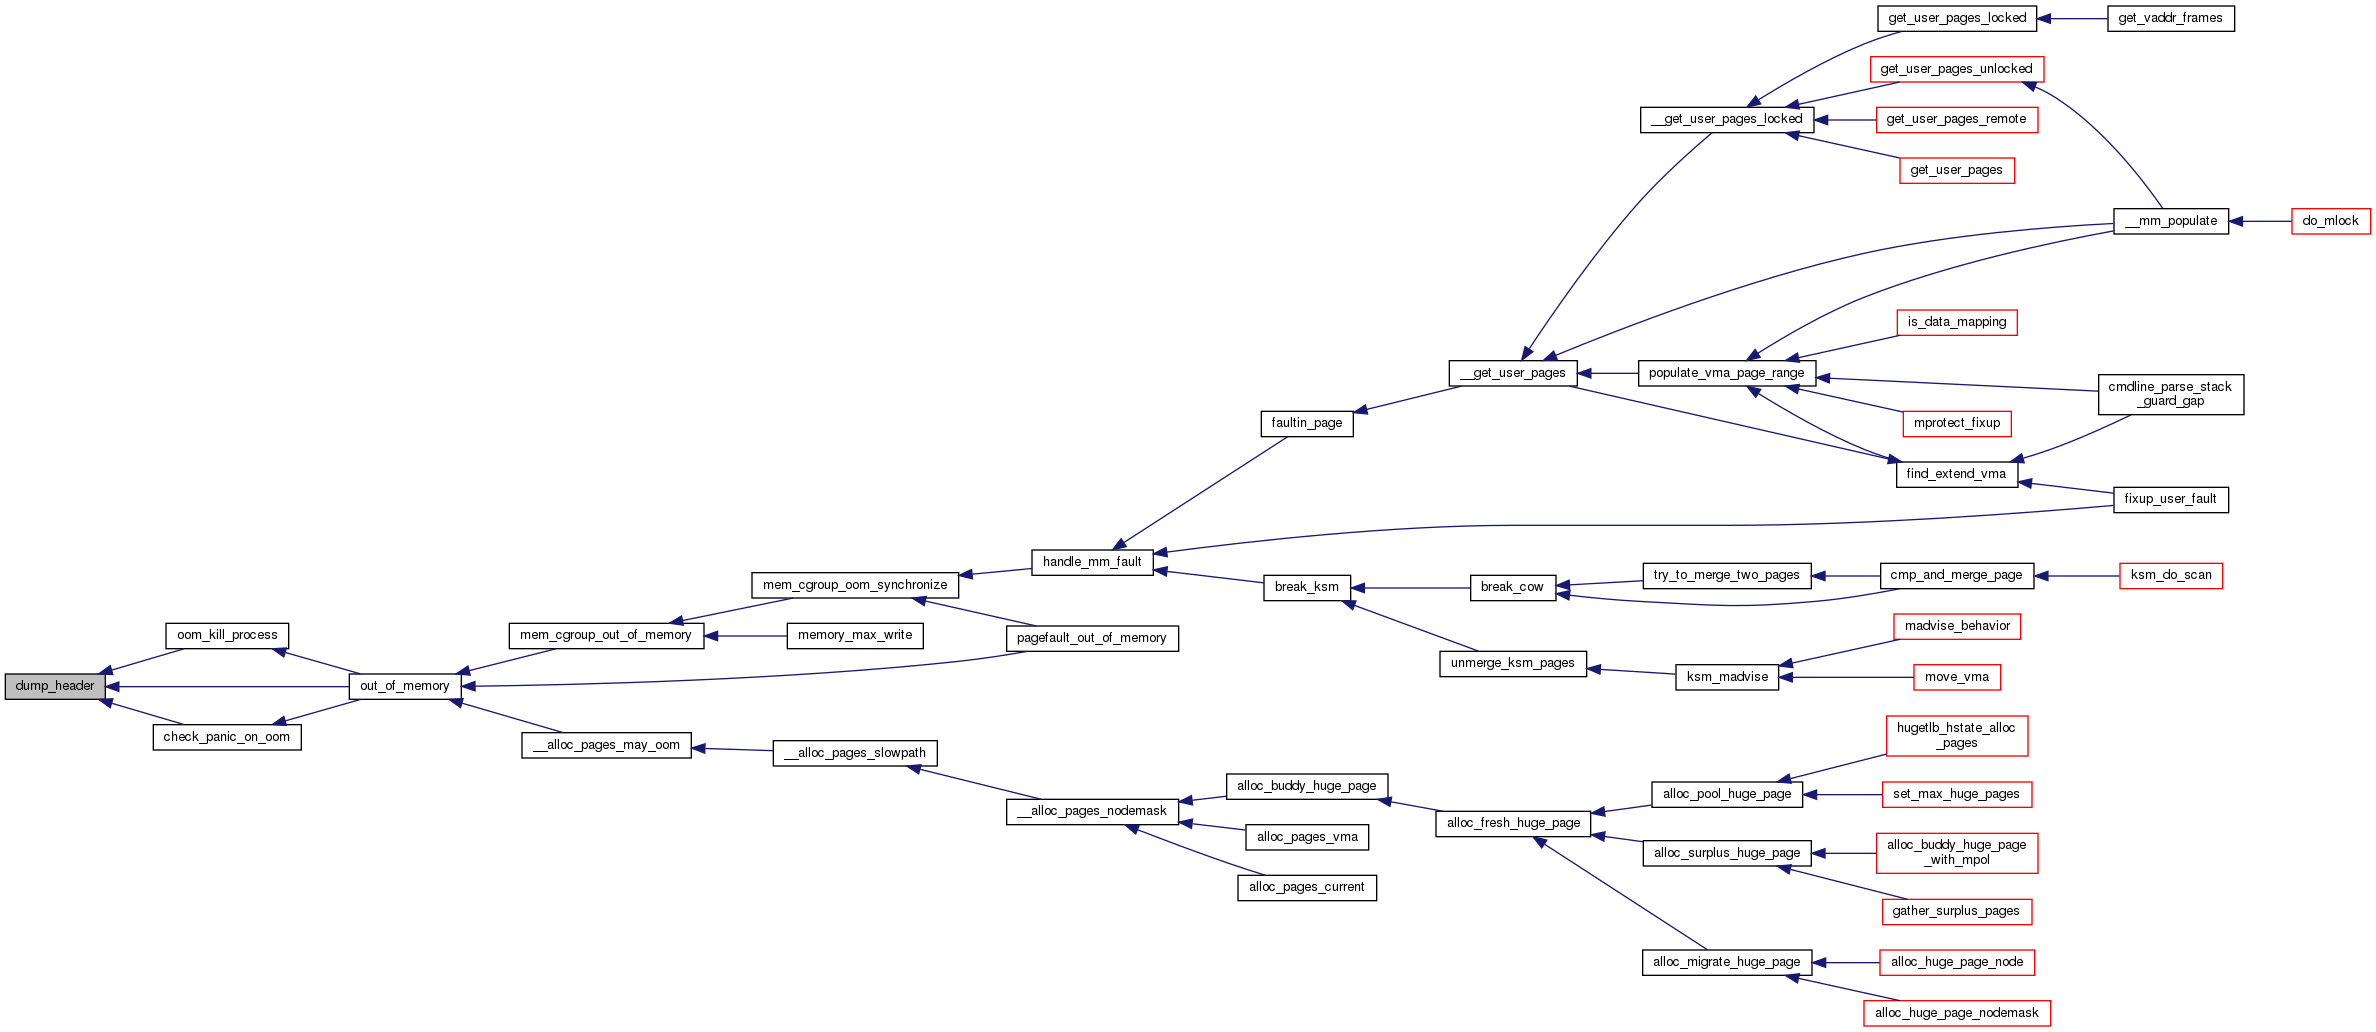 get_user_pages_locked
get_vaddr_frames
get_user_pages_unlocked
__get_user_pages_locked
get_user_pages_remote
get_user_pages
__mm_populate
do_mlock
is_data_mapping
__get_user_pages
populate_vma_page_range
cmdline_parse_stack
_guard_gap
faultin_page
mprotect_fixup
find_extend_vma
fixup_user_fault
handle_mm_fault
mem_cgroup_oom_synchronize
break_ksm
break_cow
try_to_merge_two_pages
cmp_and_merge_page
ksm_do_scan
oom_kill_process
mem_cgroup_out_of_memory
memory_max_write
pagefault_out_of_memory
madvise_behavior
unmerge_ksm_pages
ksm_madvise
move_vma
dump_header
out_of_memory
check_panic_on_oom
__alloc_pages_may_oom
__alloc_pages_slowpath
hugetlb_hstate_alloc
_pages
alloc_buddy_huge_page
alloc_pool_huge_page
set_max_huge_pages
__alloc_pages_nodemask
alloc_fresh_huge_page
alloc_pages_vma
alloc_surplus_huge_page
alloc_buddy_huge_page
_with_mpol
alloc_pages_current
gather_surplus_pages
alloc_migrate_huge_page
alloc_huge_page_node
alloc_huge_page_nodemask